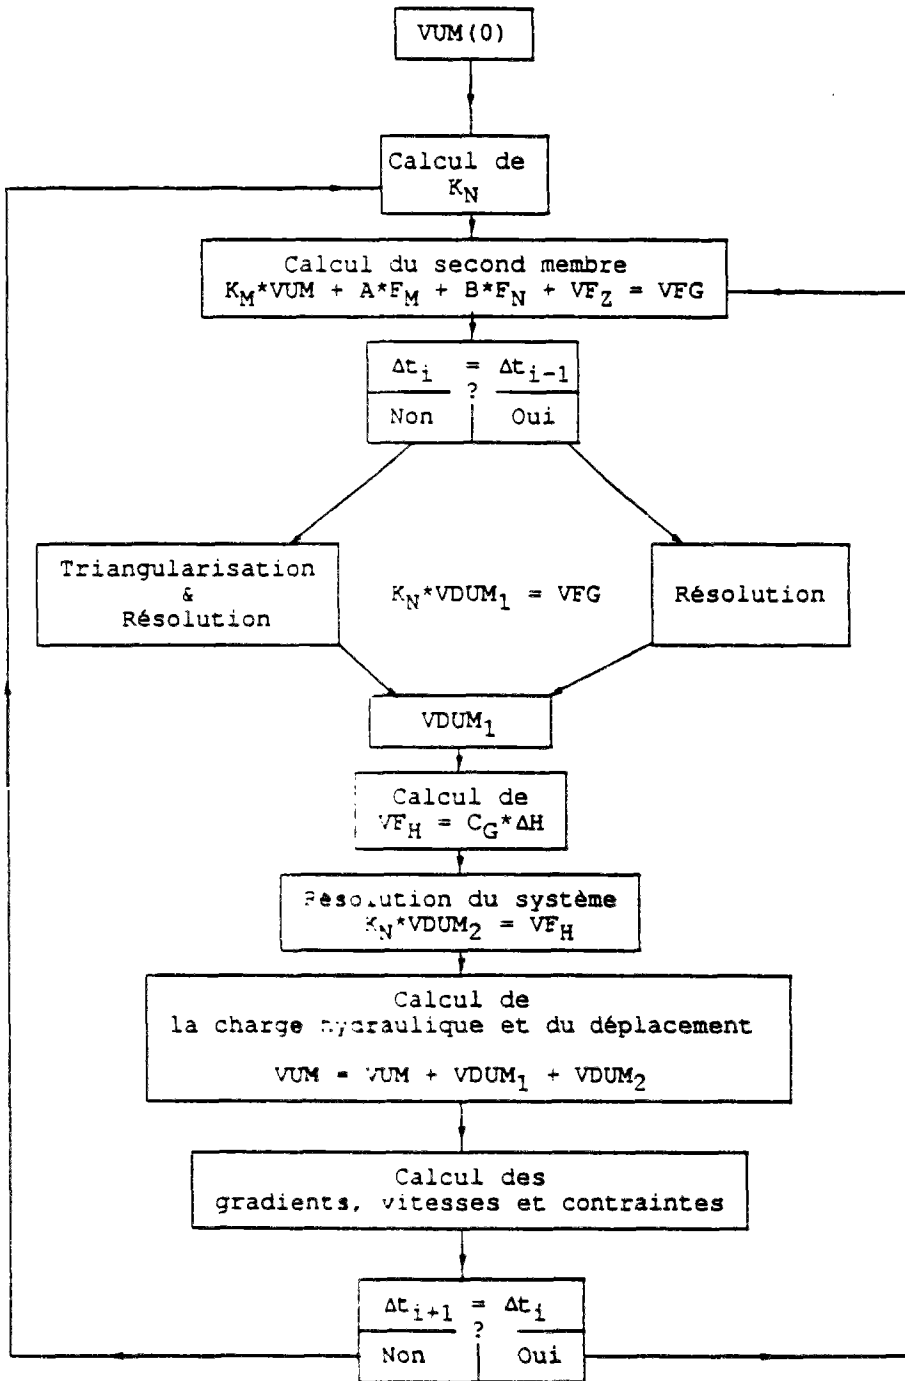 VUM(0)
Calcul de
K_N
Calcul du second membre
K_M*VUM + A*F_M + B*F_N + VF_Z = VFG
Δt_i = Δt_{i-1}
?
Non Oui
Triangularisation
&
Résolution
K_N*VDUM_1 = VFG
Résolution
VDUM_1
Calcul de
VF_H = C_G*ΔH
Résolution du système
K_N*VDUM_2 = VF_H
Calcul de
la charge hydraulique et du déplacement
VUM = VUM + VDUM_1 + VDUM_2
Calcul des
gradients, vitesses et contraintes
Δt_{i+1} = Δt_i
?
Non Oui